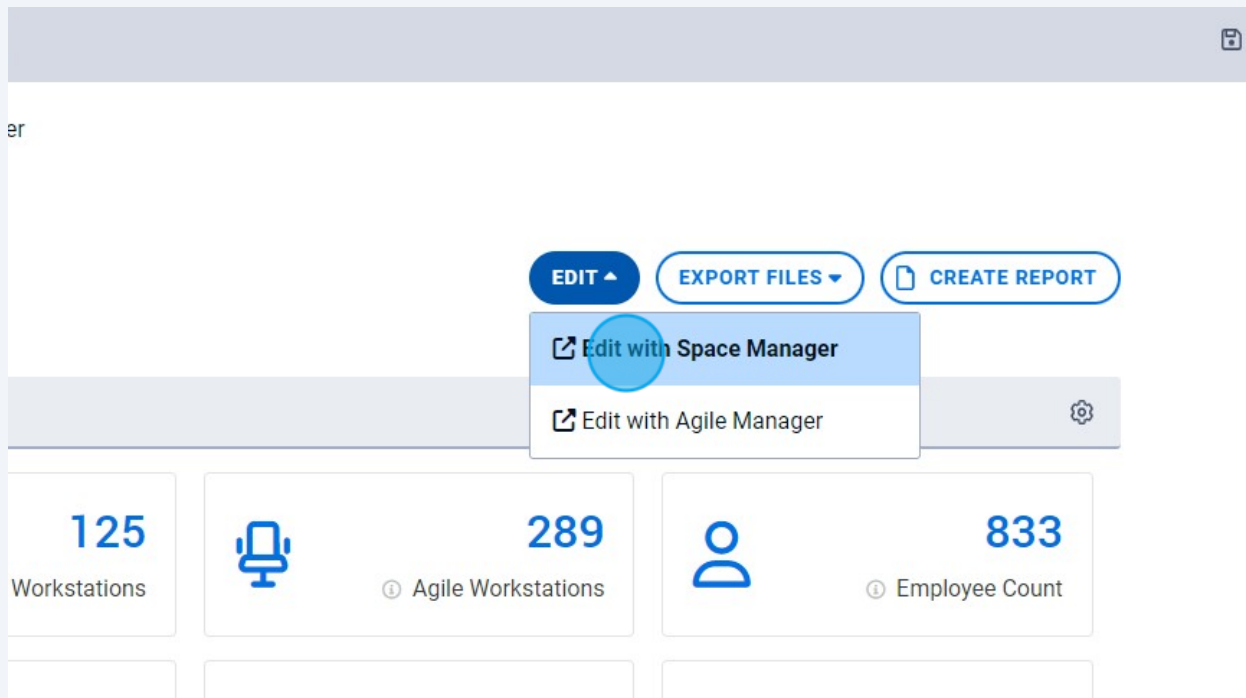 er
EDIT
EXPORT FILES
CREATE REPORT
Edit with Space Manager
Edit with Agile Manager
125
Workstations
289
Agile Workstations
833
Employee Count